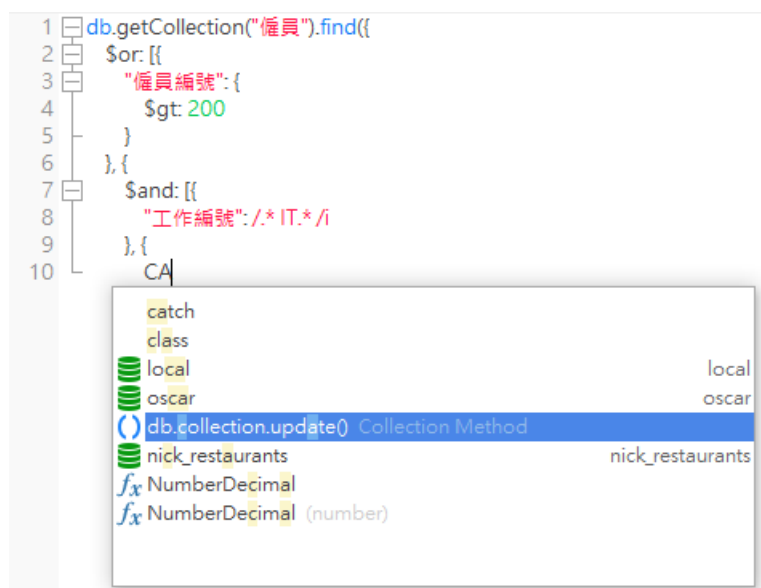 1 db.getCollection("僱員").find({
2 $or: [{
3 "僱員編號": {
4 $gt: 200
5 }
6 }, {
7 $and: [{
8 "工作編號": /.* IT.* /i
9 }, {
10 CA
catch
class
local local
oscar oscar
db.collection.update() Collection Method
nick_restaurants nick_restaurants
fx NumberDecimal
fx NumberDecimal (number)